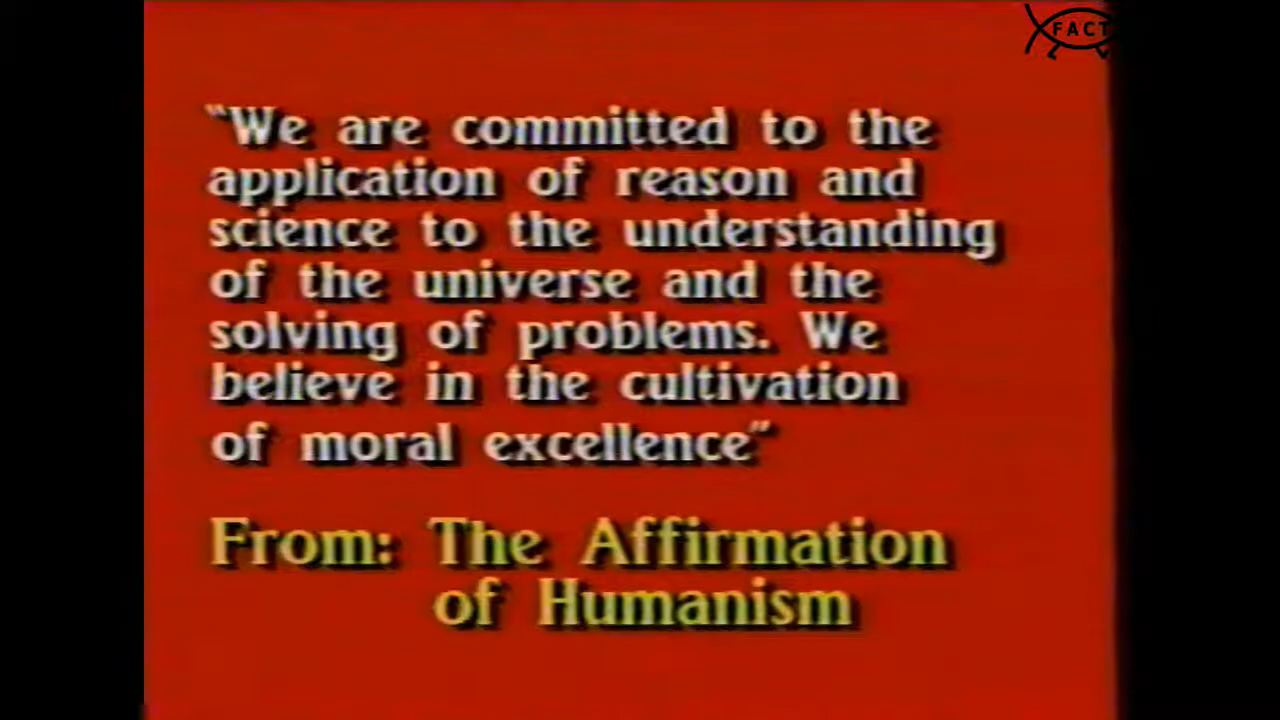 FACT
"We are committed to the
application of reason and
science to the understanding
of the universe and the
solving of problems. We
believe in the cultivation
of moral excellence"
From: The Affirmation
of Humanism